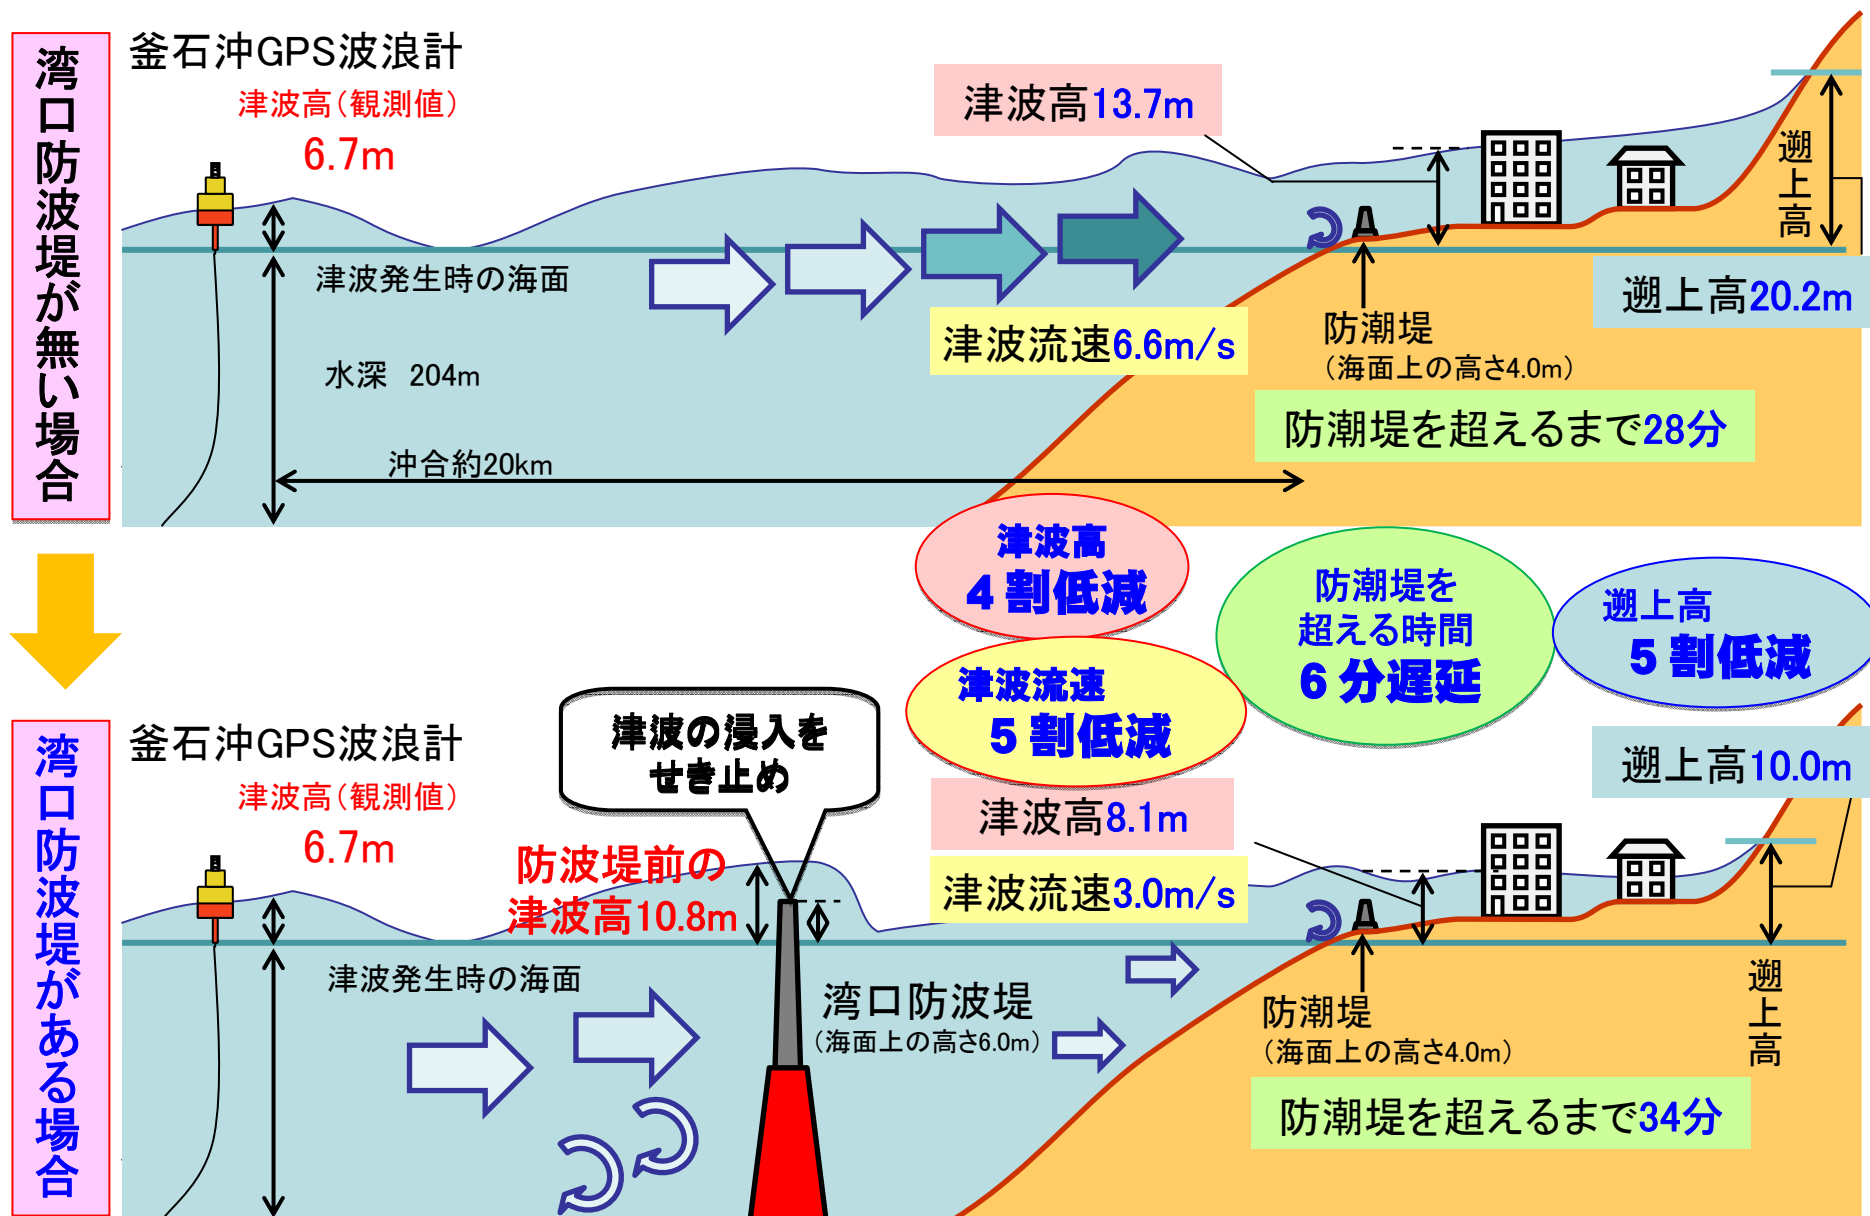 湾口防波堤が無い場合
釜石沖GPS波浪計
津波高（観測値）
6.7m
津波高13.7m
遡上高
津波発生時の海面
遡上高20.2m
津波流速6.6m/s
防潮堤
（海面上の高さ4.0m）
水深 204m
防潮堤を超えるまで28分
沖合約20km
津波高
4割低減
防潮堤を
超える時間
6分遅延
遡上高
5割低減
津波流速
5割低減
湾口防波堤がある場合
釜石沖GPS波浪計
津波高（観測値）
6.7m
津波の浸入を
せき止め
防波堤前の
津波高10.8m
津波高8.1m
津波流速3.0m/s
遡上高10.0m
津波発生時の海面
湾口防波堤
（海面上の高さ6.0m）
防潮堤
（海面上の高さ4.0m）
遡上高
防潮堤を超えるまで34分